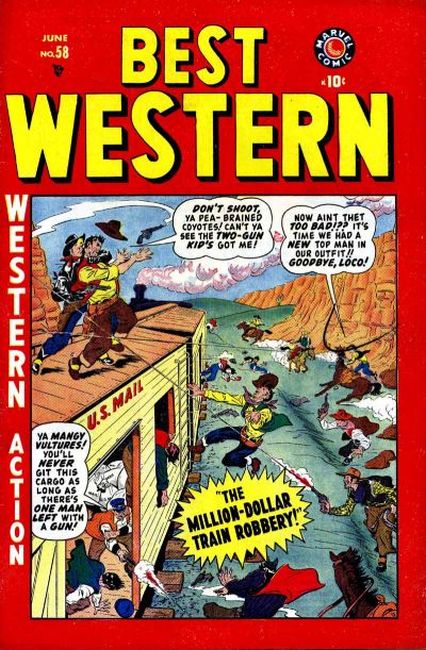 JUNE
NO. 58
BEST
WESTERN
MARVEL
COMIC
10¢
WESTERN ACTION
DON'T SHOOT,
YA PEA-BRAINED
COYOTES! CAN'T YA
SEE THE TWO-GUN
KID'S GOT ME!
NOW AINT THET
TOO BAD!?? IT'S
TIME WE HAD A
NEW TOP MAN IN
OUR OUTFIT!!
GOODBYE, LOCO!
U.S. MAIL
YA MANGY
VULTURES!
YOU'LL
NEVER
GIT THIS
CARGO AS
LONG AS
THERE'S
ONE MAN
LEFT WITH
A GUN!
"THE
MILLION-DOLLAR
TRAIN ROBBERY!"